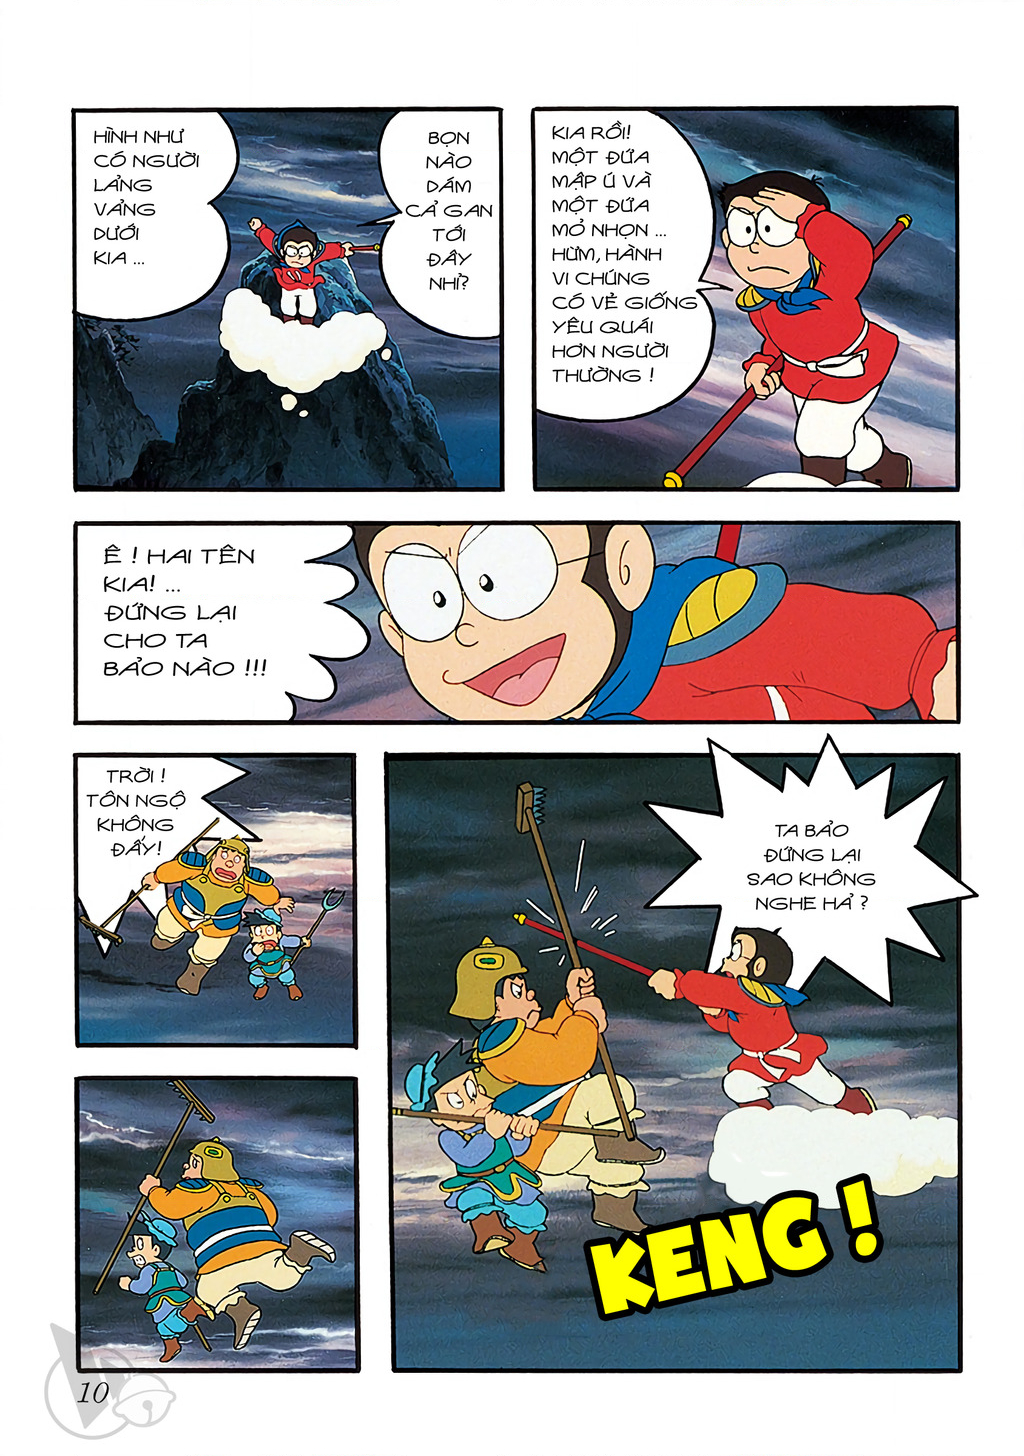 HÌNH NHƯ
CÓ NGƯỜI
LẢNG
VẢNG
DƯỚI
KIA ...
BỌN
NÀO
DÁM
CẢ GAN
TỚI
ĐÂY
NHỈ?
KIA RỒI!
MỘT ĐỨA
MẬP Ú VÀ
MỘT ĐỨA
MỎ NHỌN ...
HỪM, HÀNH
VI CHÚNG
CÓ VẺ GIỐNG
YÊU QUÁI
HƠN NGƯỜI
THƯỜNG !
Ê ! HAI TÊN
KIA! ...
ĐỨNG LẠI
CHO TA
BẢO NÀO !!!
TRỜI !
TÔN NGỘ
KHÔNG
ĐẤY!
TA BẢO
ĐỨNG LẠI
SAO KHÔNG
NGHE HẢ ?
KENG !
10